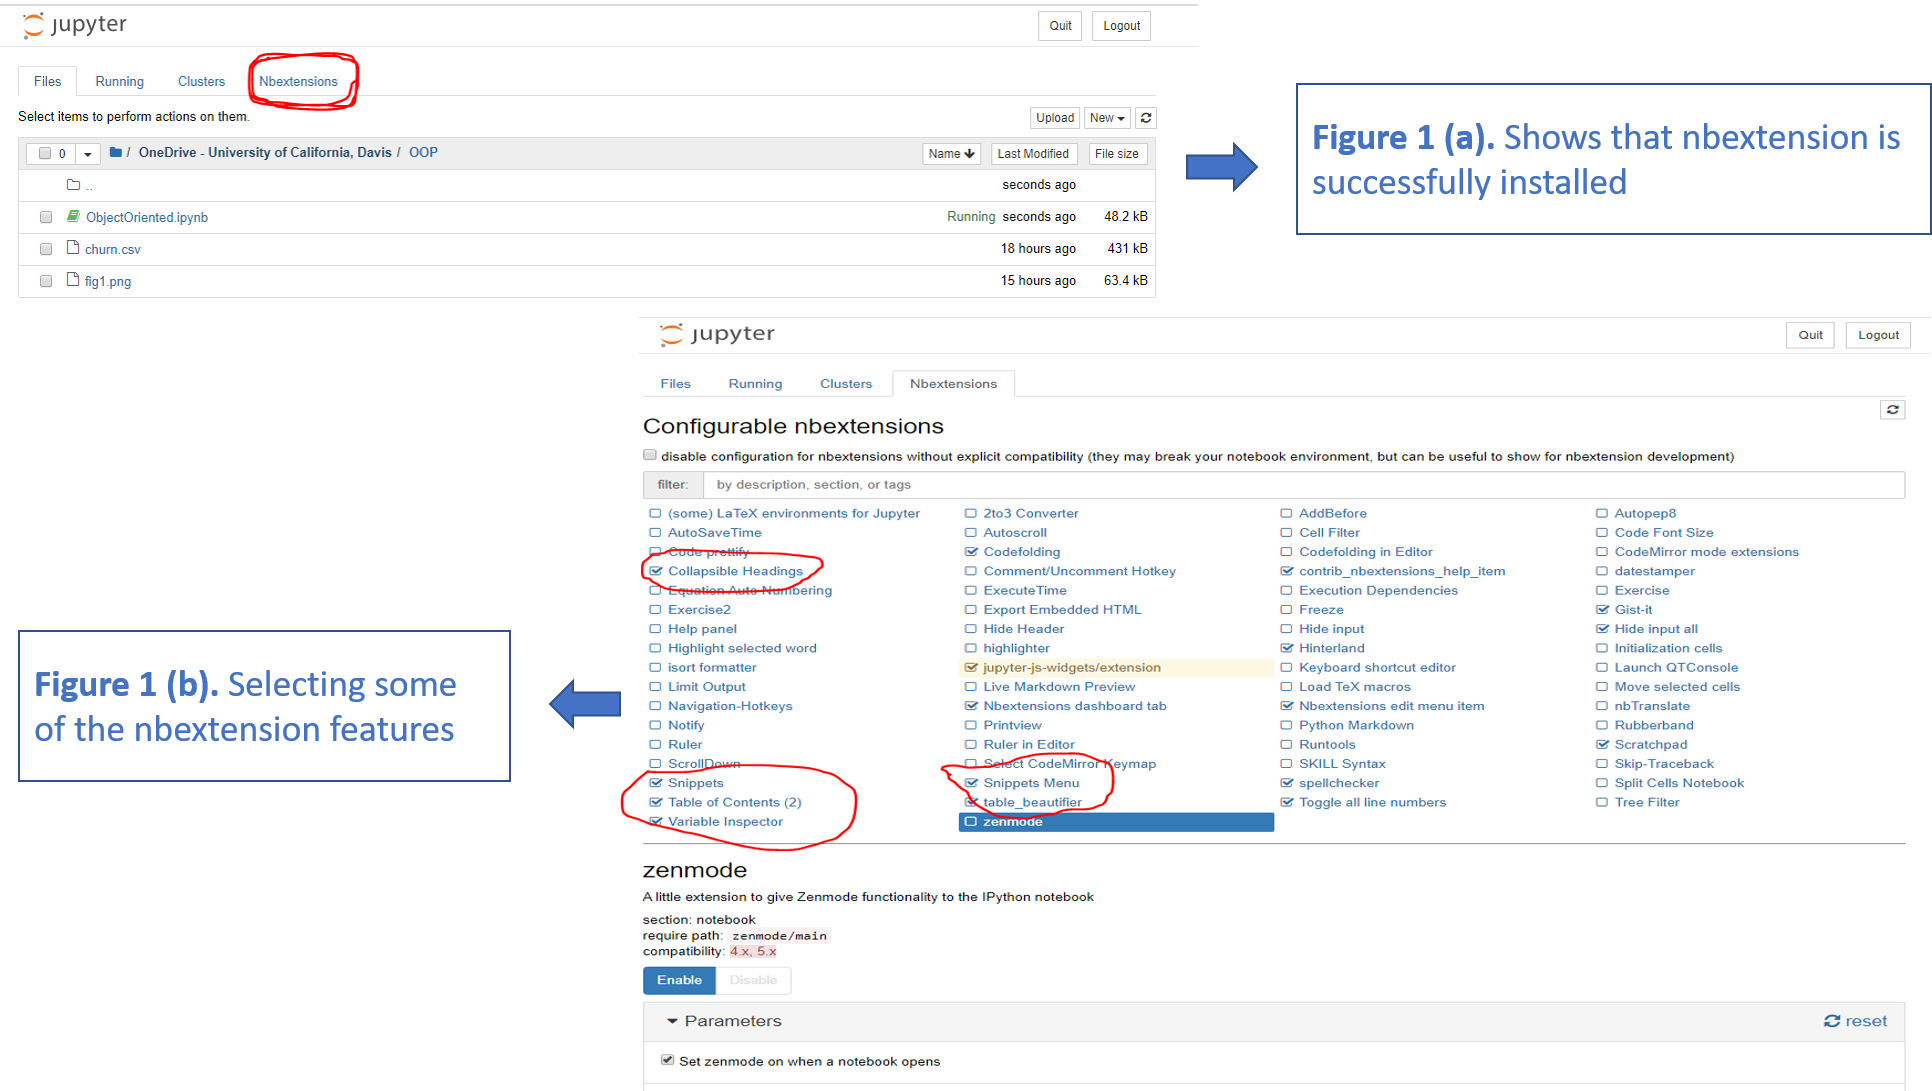 jupyter
Quit Logout
Files Running Clusters Nbextensions
Select items to perform actions on them.
Upload New
0 / OneDrive - University of California, Davis / OOP Name Last Modified File size
.. seconds ago
ObjectOriented.ipynb Running seconds ago 48.2 kB
churn.csv 18 hours ago 431 kB
fig1.png 15 hours ago 63.4 kB
Figure 1 (a). Shows that nbextension is
successfully installed
jupyter
Quit Logout
Files Running Clusters Nbextensions
Configurable nbextensions
disable configuration for nbextensions without explicit compatibility (they may break your notebook environment, but can be useful to show for nbextension development)
filter: by description, section, or tags
(some) LaTeX environments for Jupyter 2to3 Converter AddBefore Autopep8
AutoSaveTime Autoscroll Cell Filter Code Font Size
Code prettify Codefolding Codefolding in Editor CodeMirror mode extensions
Collapsible Headings Comment/Uncomment Hotkey contrib_nbextensions_help_item datestamper
Equation Auto Numbering ExecuteTime Execution Dependencies Exercise
Exercise2 Export Embedded HTML Freeze Gist-it
Help panel Hide Header Hide input Hide input all
Highlight selected word highlighter Hinterland Initialization cells
isort formatter jupyter-js-widgets/extension Keyboard shortcut editor Launch QTConsole
Limit Output Live Markdown Preview Load TeX macros Move selected cells
Navigation-Hotkeys Nbextensions dashboard tab Nbextensions edit menu item nbTranslate
Notify Printview Python Markdown Rubberband
Ruler Ruler in Editor Runtools Scratchpad
ScrollDown Select CodeMirror Keymap SKILL Syntax Skip-Traceback
Snippets Snippets Menu spellchecker Split Cells Notebook
Table of Contents (2) table_beautifier Toggle all line numbers Tree Filter
Variable Inspector zenmode
Figure 1 (b). Selecting some
of the nbextension features
zenmode
A little extension to give Zenmode functionality to the IPython notebook
section: notebook
require path: zenmode/main
compatibility: 4.x, 5.x
Enable Disable
Parameters reset
Set zenmode on when a notebook opens